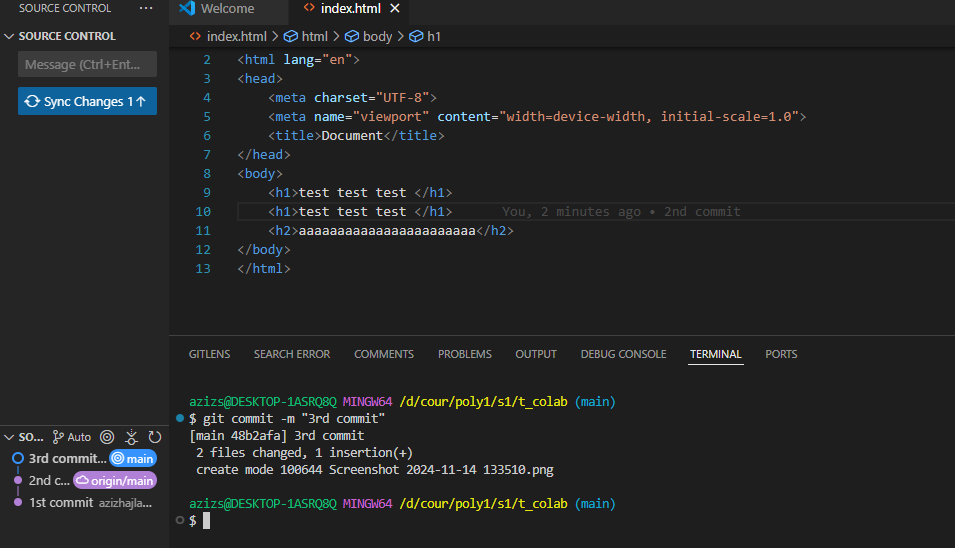 SOURCE CONTROL ...
Welcome
index.html
SOURCE CONTROL
index.html > html > body > h1
Message (Ctrl+Ent...
Sync Changes 1↑
2 <html lang="en">
3 <head>
4 <meta charset="UTF-8">
5 <meta name="viewport" content="width=device-width, initial-scale=1.0">
6 <title>Document</title>
7 </head>
8 <body>
9 <h1>test test test </h1>
10 <h1>test test test </h1> You, 2 minutes ago • 2nd commit
11 <h2>aaaaaaaaaaaaaaaaaaaaaaa</h2>
12 </body>
13 </html>
GITLENS SEARCH ERROR COMMENTS PROBLEMS OUTPUT DEBUG CONSOLE TERMINAL PORTS
azizs@DESKTOP-1ASRQ8Q MINGW64 /d/cour/poly1/s1/t_colab (main)
$ git commit -m "3rd commit"
[main 48b2afa] 3rd commit
2 files changed, 1 insertion(+)
create mode 100644 Screenshot 2024-11-14 133510.png
azizs@DESKTOP-1ASRQ8Q MINGW64 /d/cour/poly1/s1/t_colab (main)
$
SO... Auto
3rd commit... main
2nd c... origin/main
1st commit azizhajla...